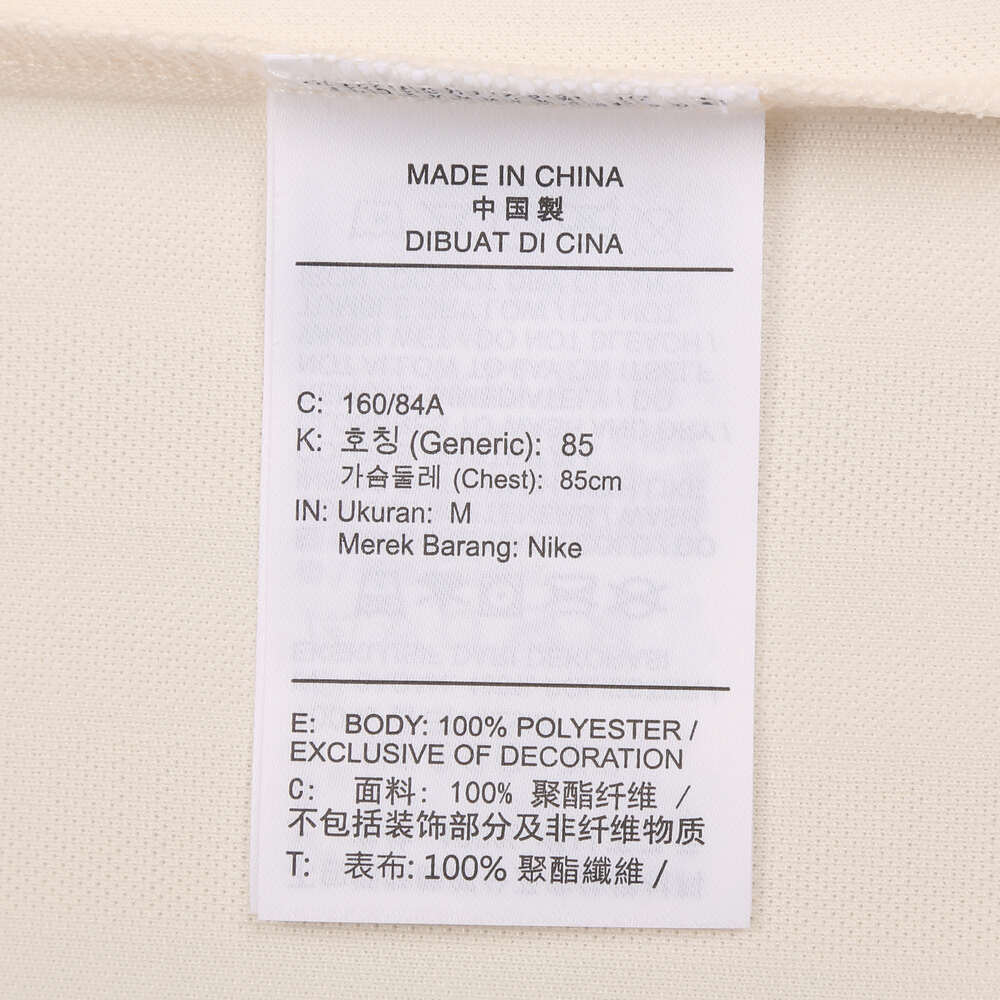 MADE IN CHINA
中国製
DIBUAT DI CINA
C: 160/84A
K: 호칭 (Generic): 85
가슴둘레 (Chest): 85cm
IN: Ukuran: M
Merek Barang: Nike
E: BODY: 100% POLYESTER /
EXCLUSIVE OF DECORATION
C: 面料: 100% 聚酯纤维 /
不包括装饰部分及非纤维物质
T: 表布: 100% 聚酯纖維 /